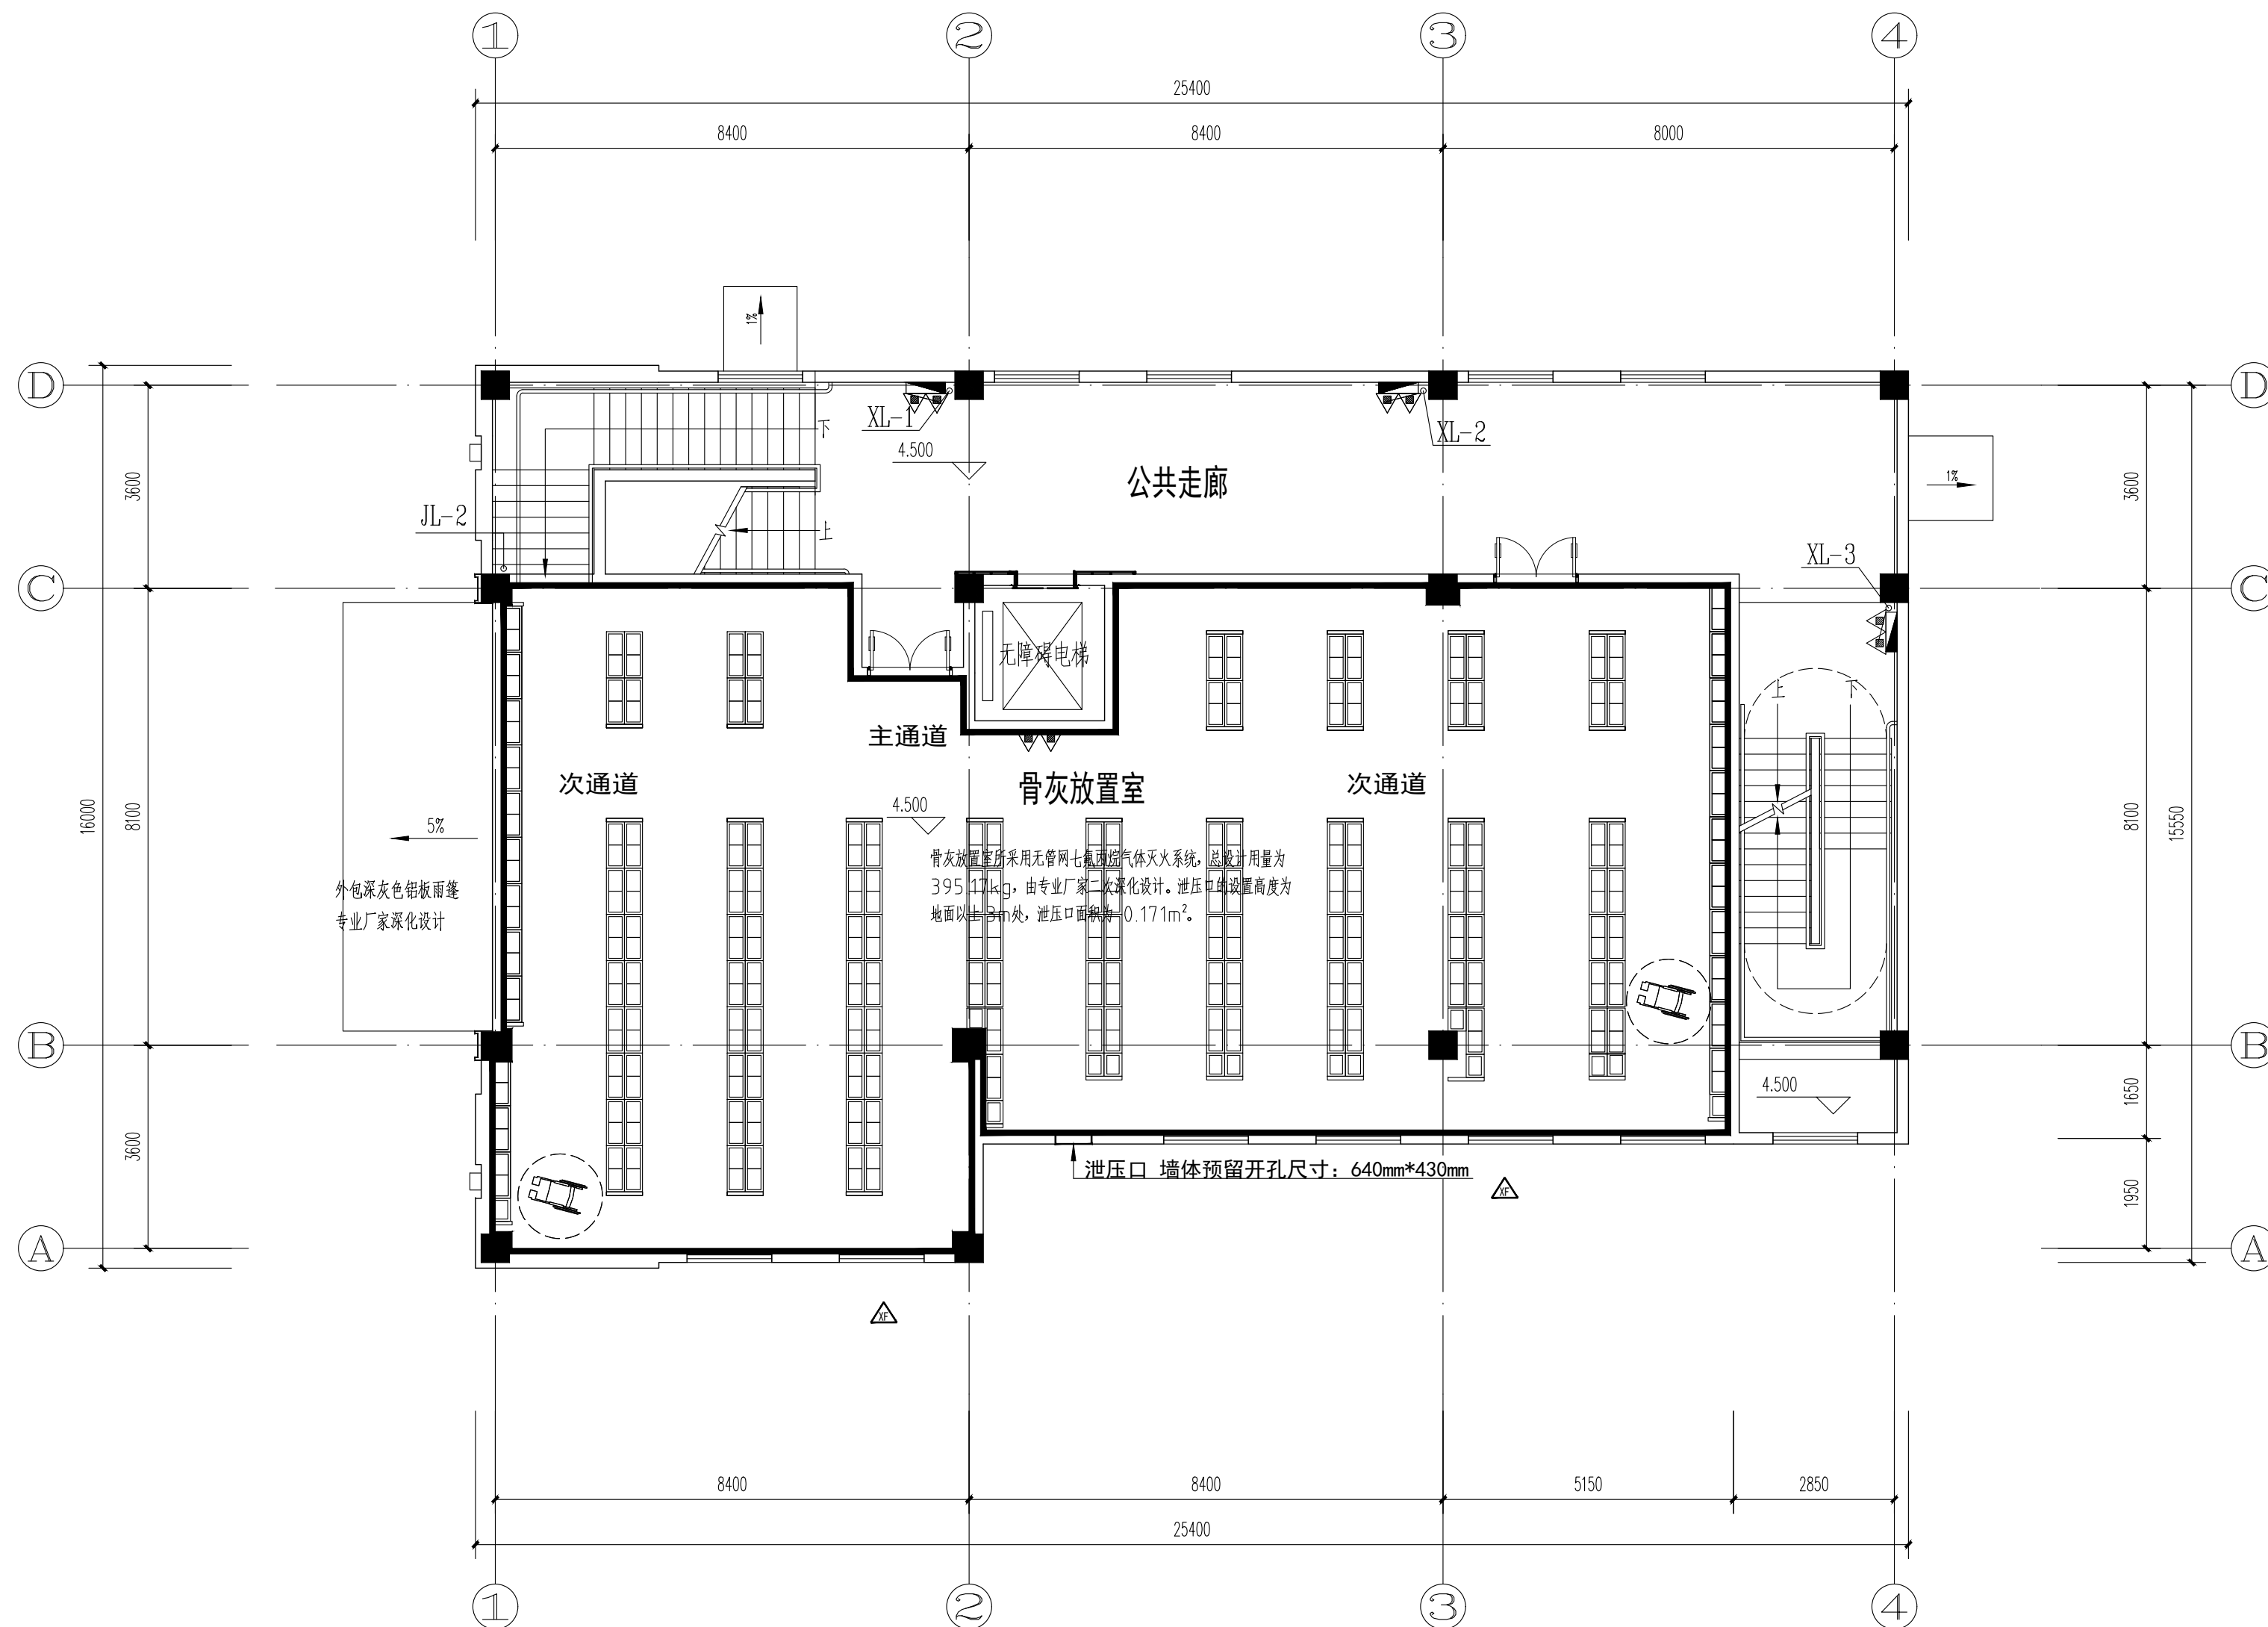 1 2 3 4
25400
8400 8400 8000
1%
D D
XL-1
下
XL-2
4.500
公共走廊
1%
3600
3600
JL-2
上
XL-3
C C
无障碍电梯
上 下
主通道
次通道
骨灰放置室
次通道
16000
8100
5%
4.500
8100
15550
骨灰放置室所采用无管网七氟丙烷气体灭火系统，总设计用量为
395.17kg，由专业厂家二次深化设计。泄压口的设置高度为
地面以上3m处，泄压口面积为 0.171m²。
外包深灰色铝板雨篷
专业厂家深化设计
B B
4.500
3600
1650
泄压口 墙体预留开孔尺寸：640mm*430mm
XF
1950
A A
XF
8400 8400 5150 2850
25400
1 2 3 4